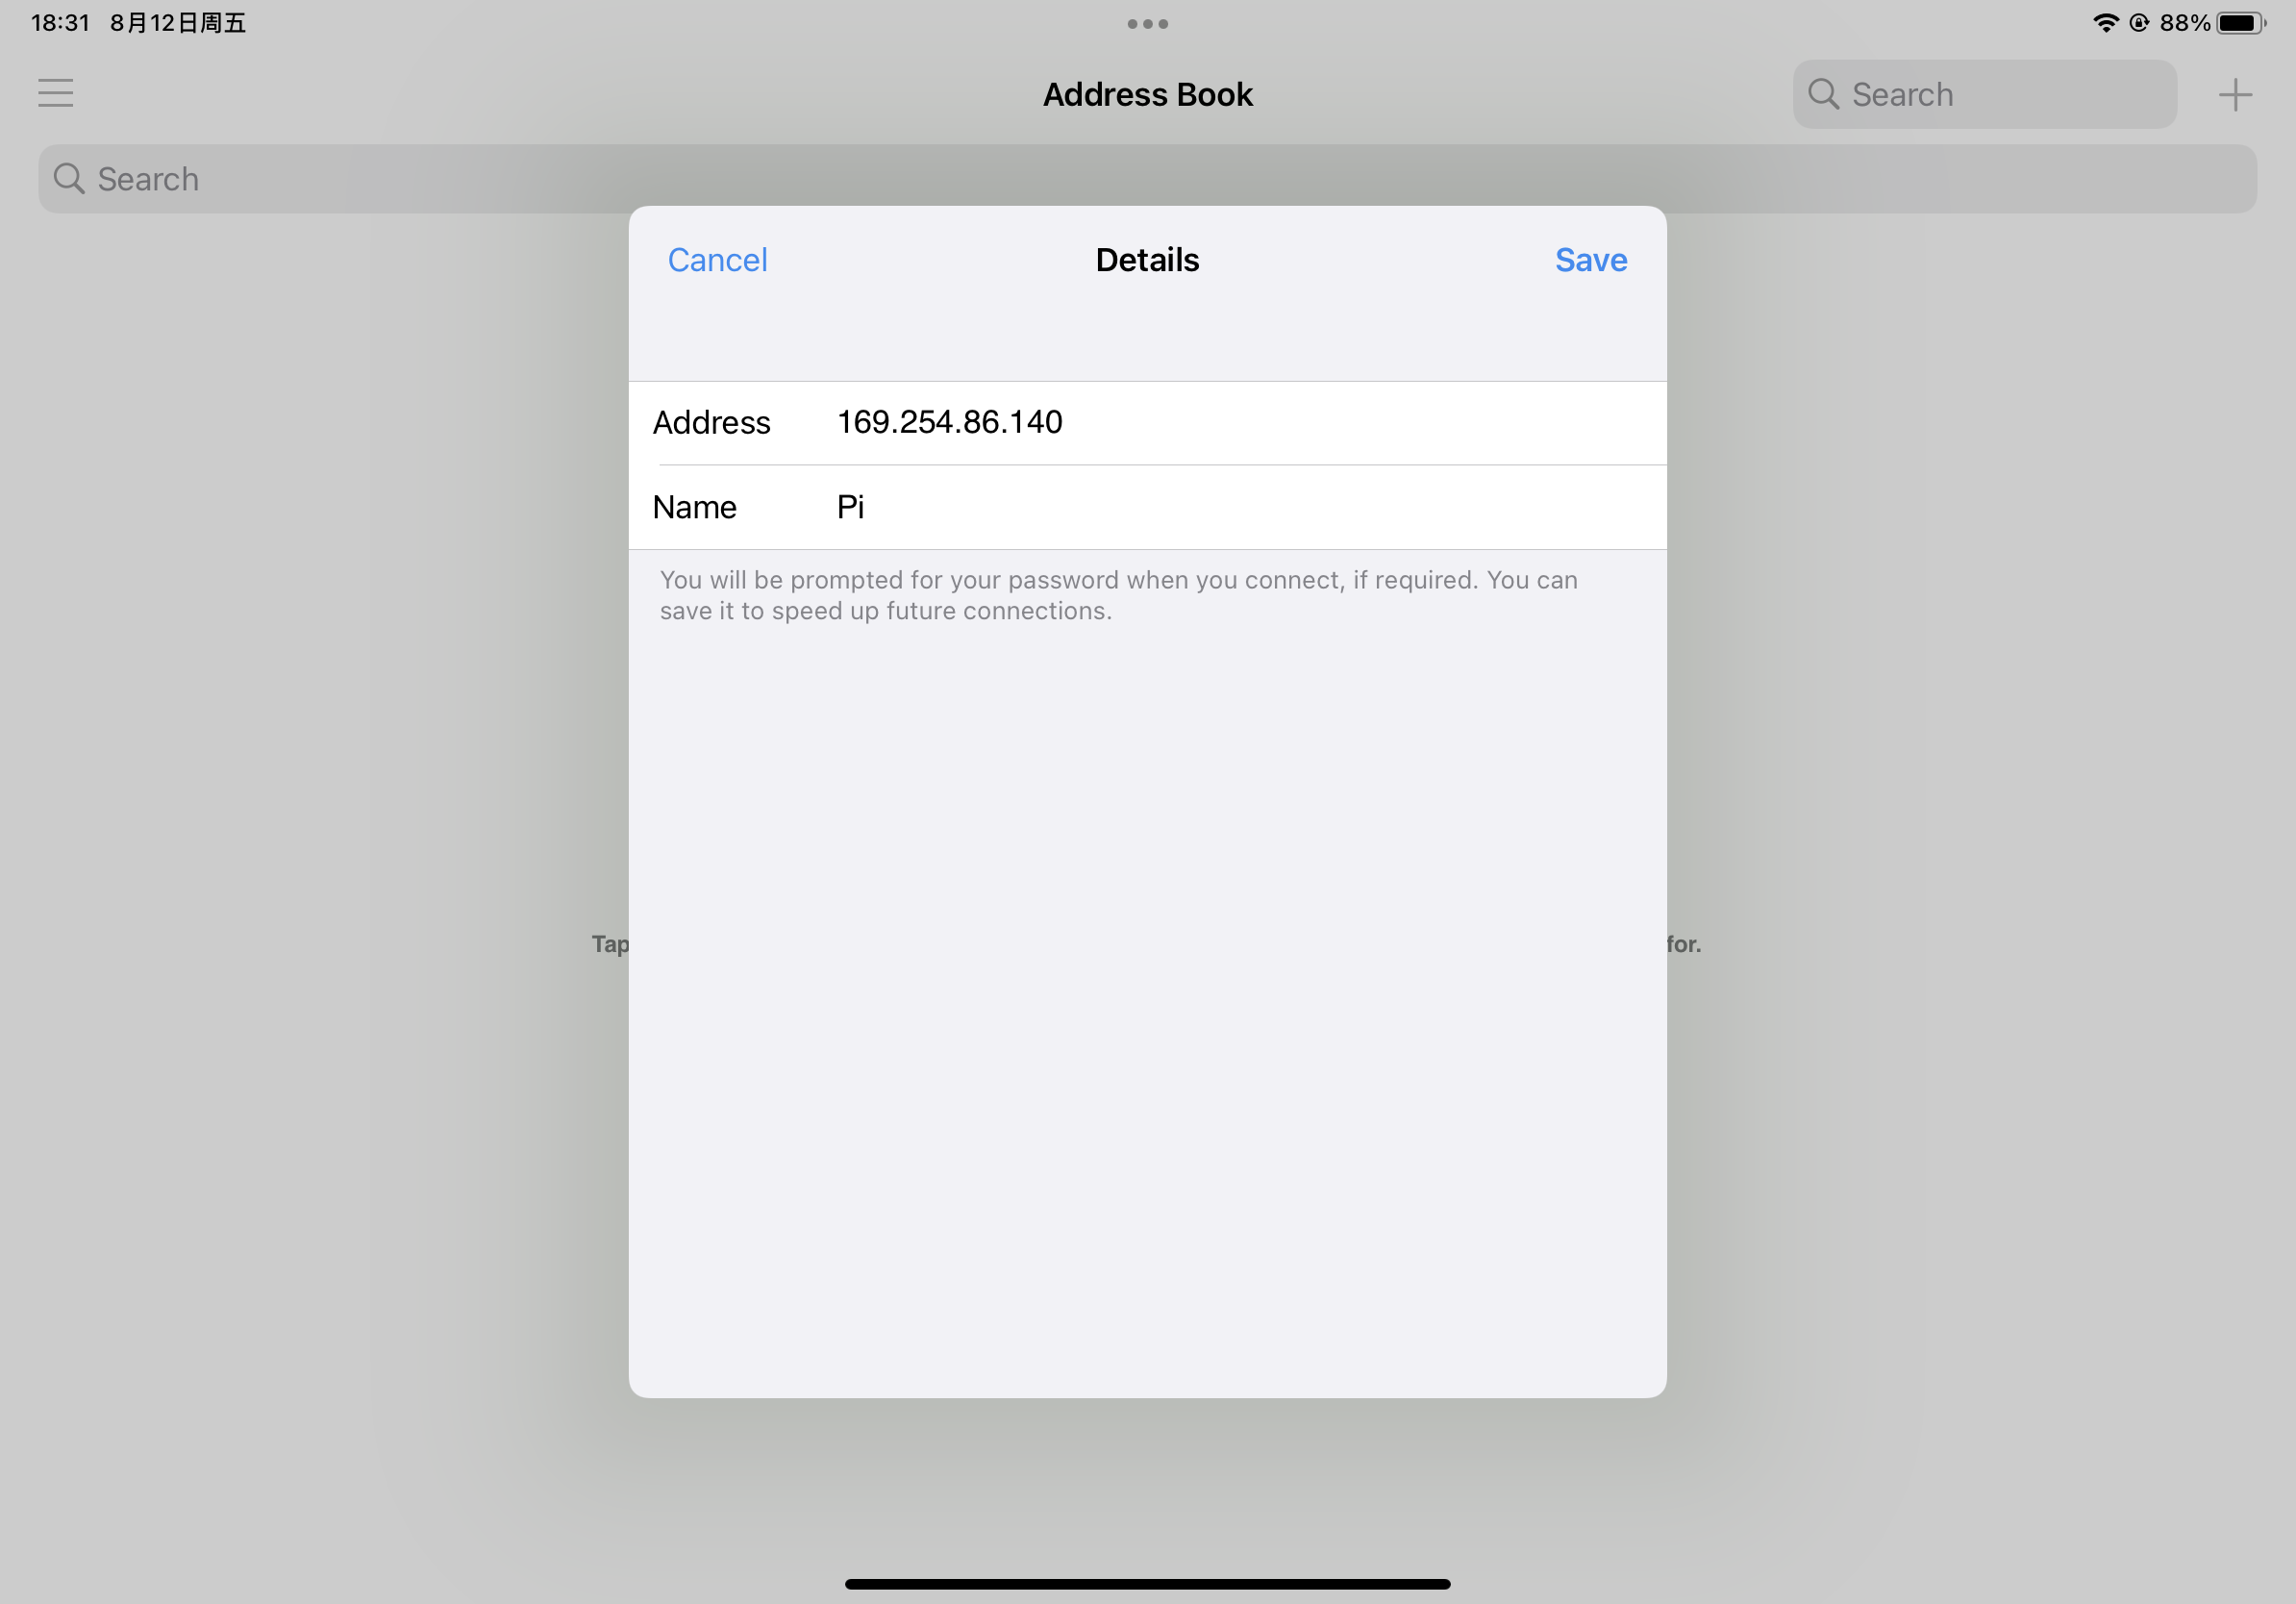 18:31 8月12日周五
88%
Address Book
Search
Search
Cancel
Details
Save
Address 169.254.86.140
Name Pi
You will be prompted for your password when you connect, if required. You can
save it to speed up future connections.
Tap for.